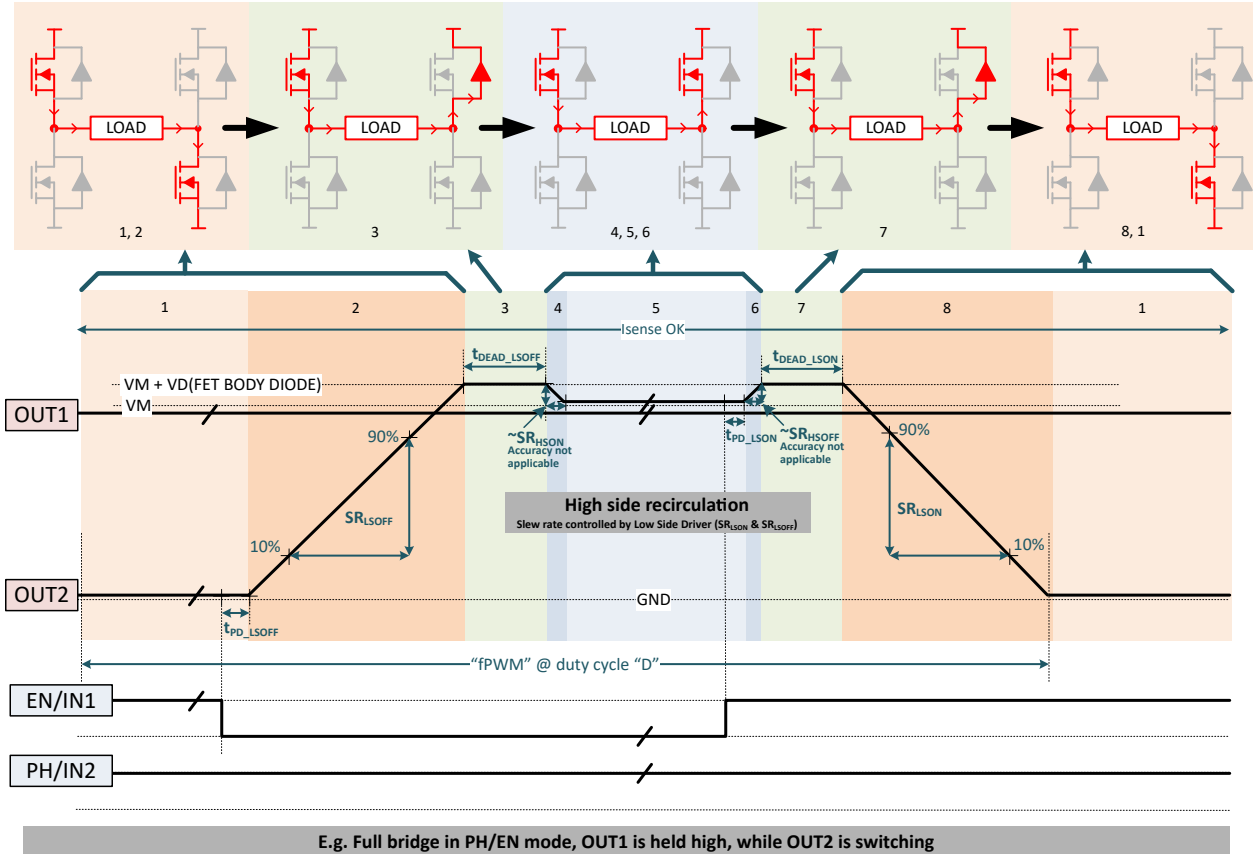 LOAD
LOAD
LOAD
LOAD
LOAD
1, 2
3
4, 5, 6
7
8, 1
1
2
3
4
5
6
7
8
1
Isense OK
tDEAD_LSOFF
tDEAD_LSON
VM + VD(FET BODY DIODE)
VM
OUT1
90%
~SRHSON
Accuracy not
applicable
tPD_LSON
~SRHSOFF
Accuracy not
applicable
90%
High side recirculation
Slew rate controlled by Low Side Driver (SRLSON & SRLSOFF)
SRLSOFF
SRLSON
10%
10%
OUT2
GND
tPD_LSOFF
“fPWM” @ duty cycle “D”
EN/IN1
PH/IN2
E.g. Full bridge in PH/EN mode, OUT1 is held high, while OUT2 is switching